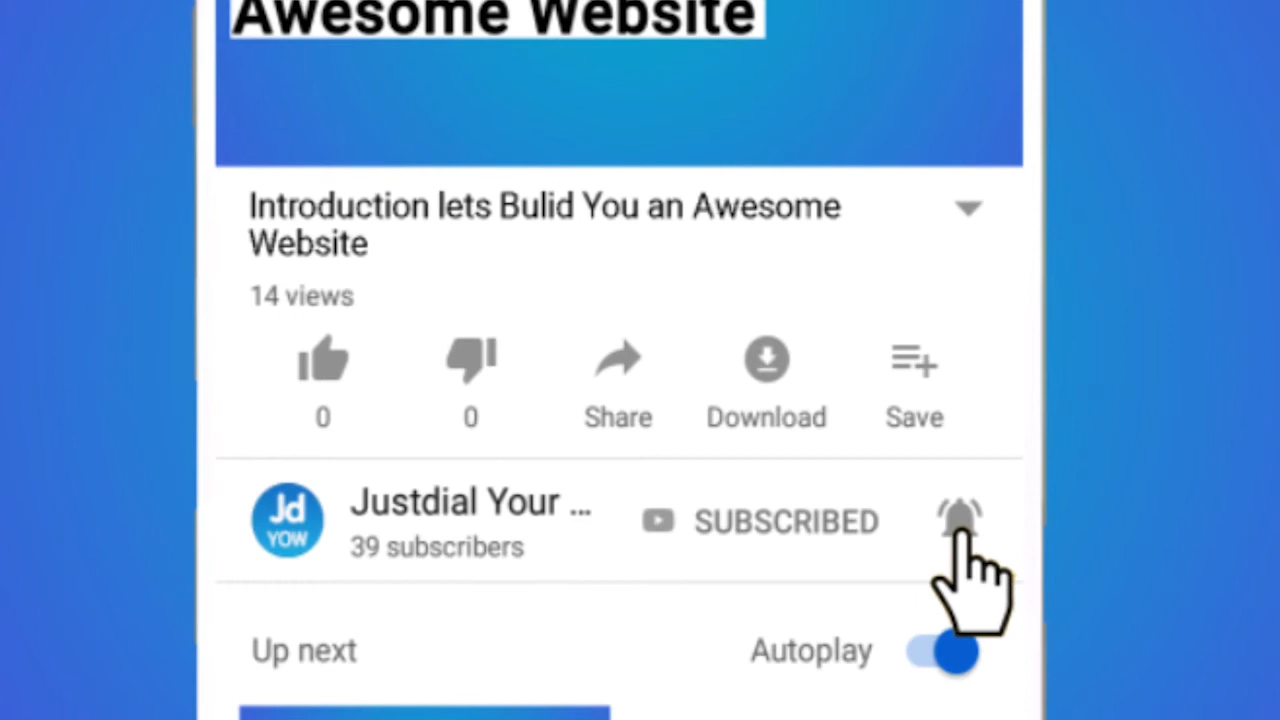 Awesome Website
Introduction lets Bulid You an Awesome
Website
14 views
0
0
Share
Download
Save
Jd
YOW
Justdial Your ...
39 subscribers
SUBSCRIBED
Up next
Autoplay